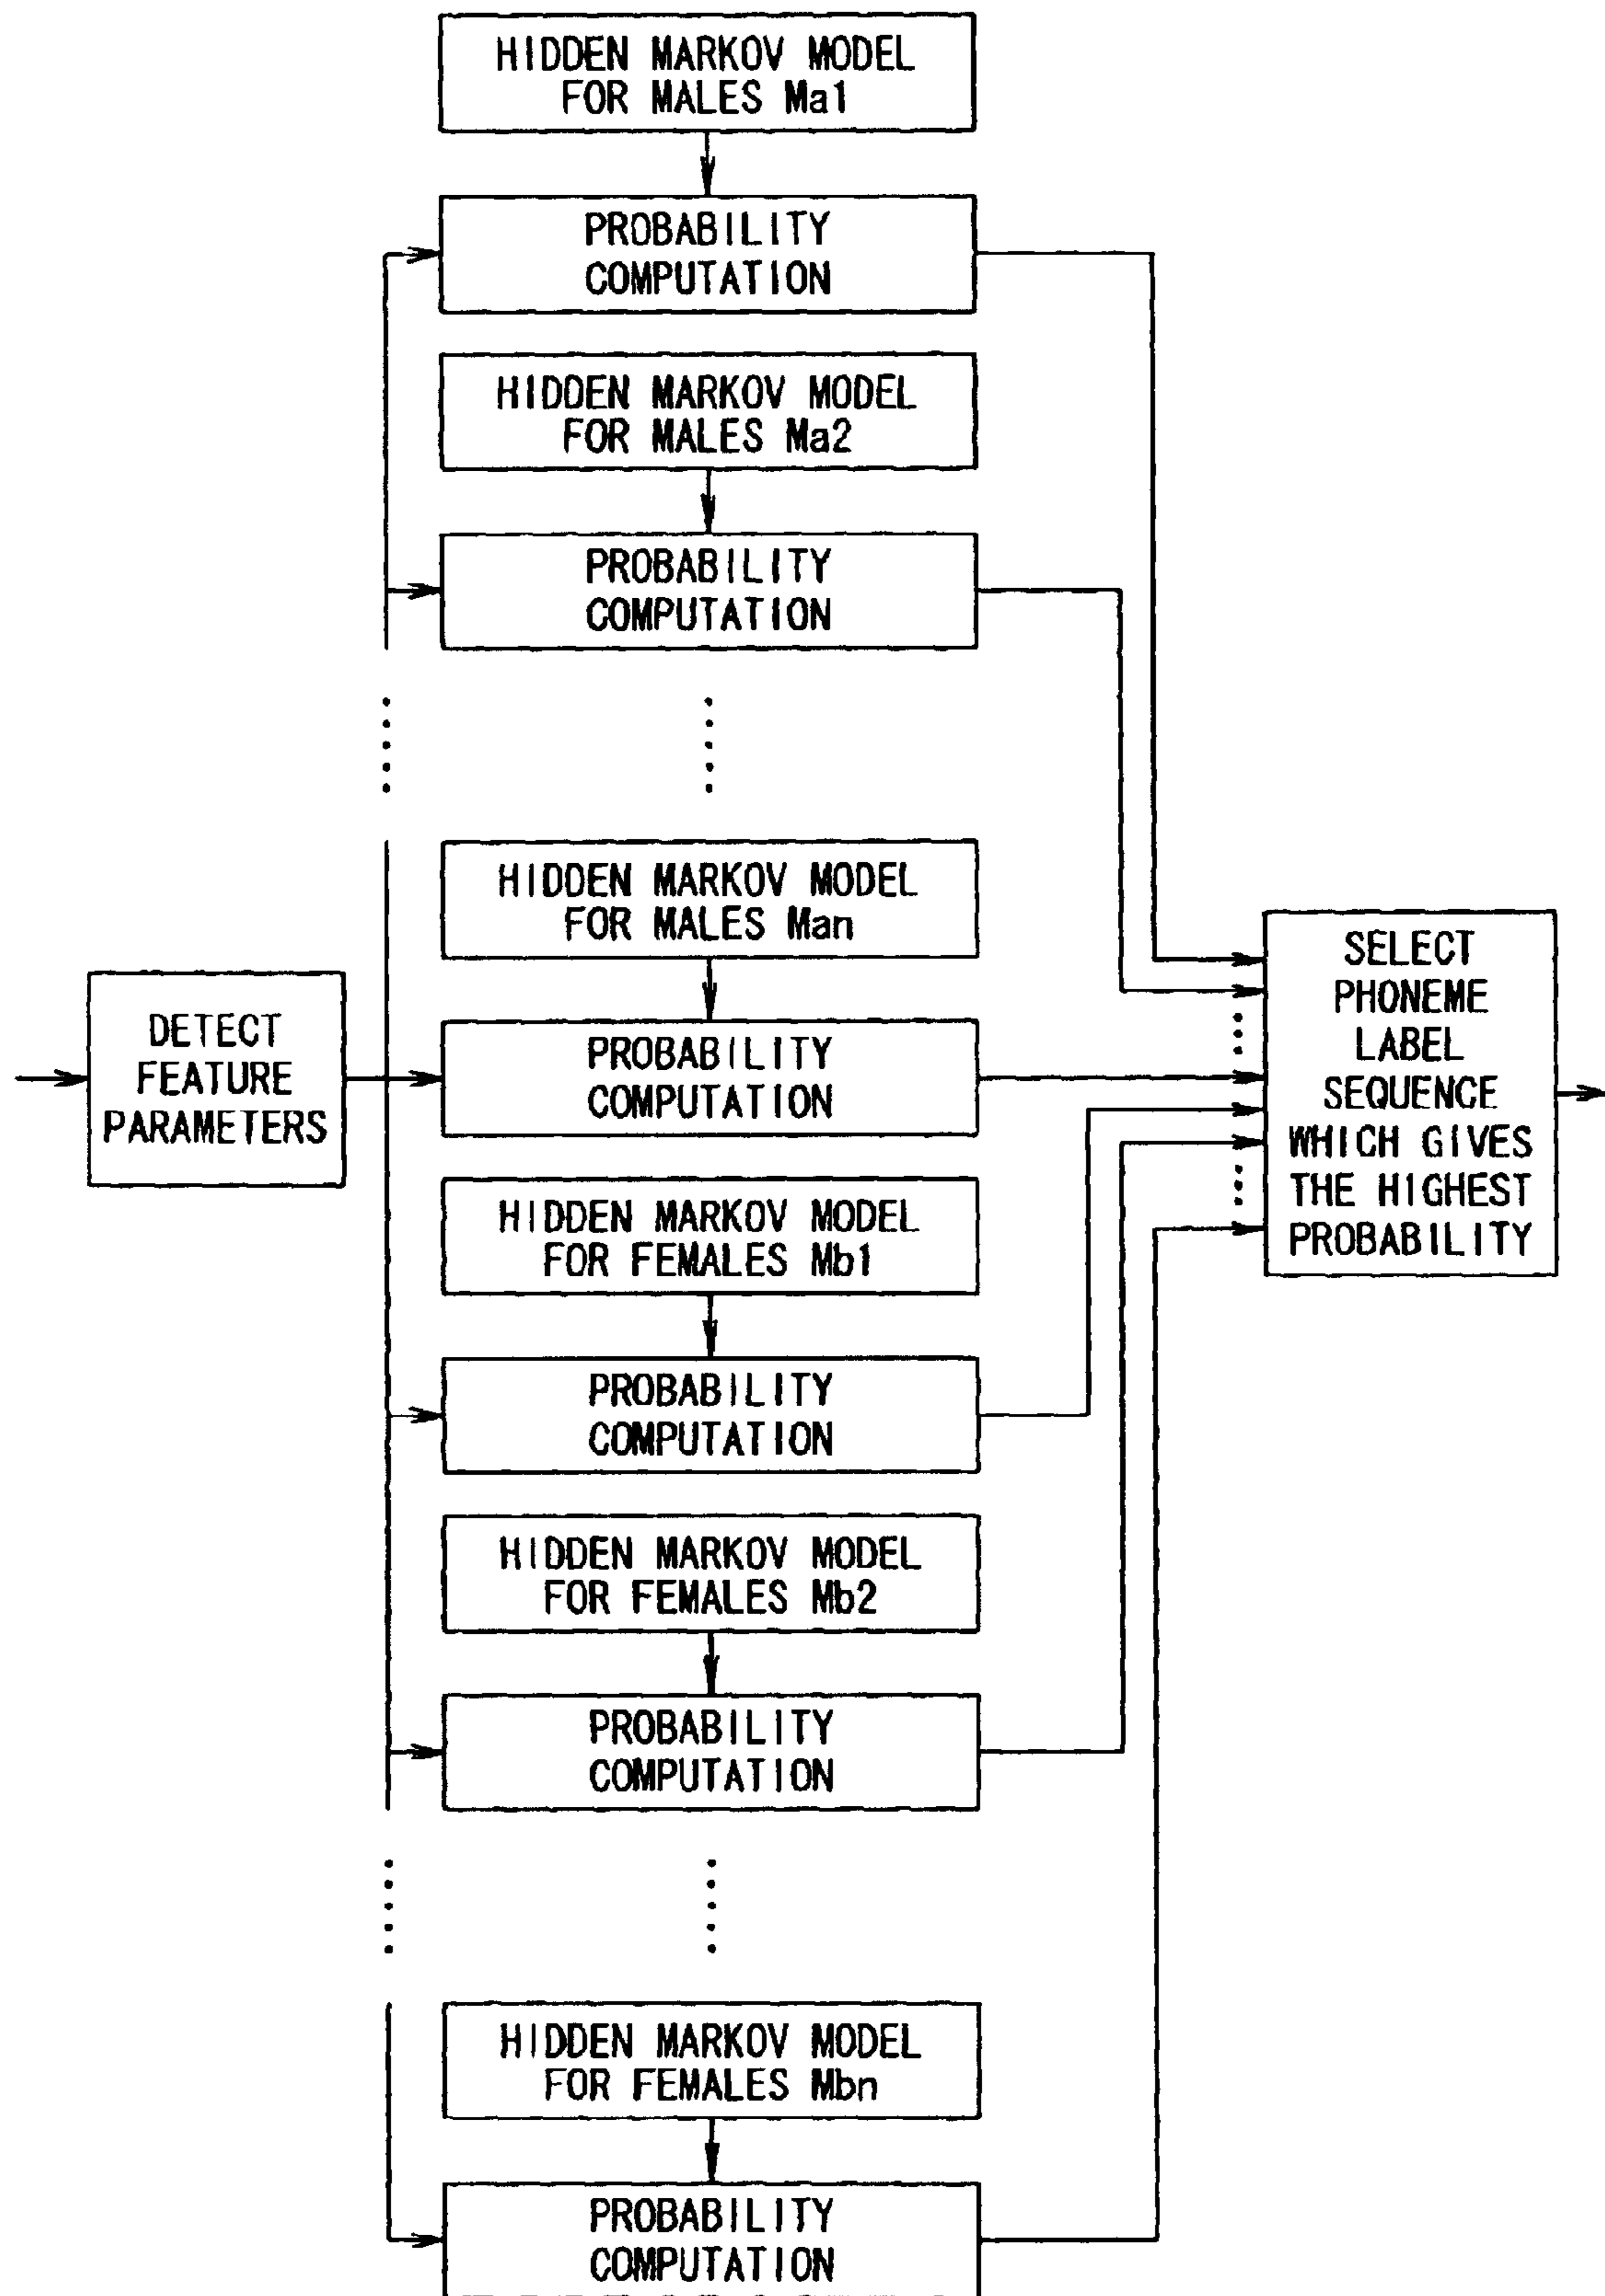 HIDDEN MARKOV MODEL
FOR MALES Ma1
PROBABILITY
COMPUTATION
HIDDEN MARKOV MODEL
FOR MALES Ma2
PROBABILITY
COMPUTATION
HIDDEN MARKOV MODEL
FOR MALES Man
PROBABILITY
COMPUTATION
DETECT
FEATURE
PARAMETERS
HIDDEN MARKOV MODEL
FOR FEMALES Mb1
PROBABILITY
COMPUTATION
HIDDEN MARKOV MODEL
FOR FEMALES Mb2
PROBABILITY
COMPUTATION
HIDDEN MARKOV MODEL
FOR FEMALES Mbn
PROBABILITY
COMPUTATION
SELECT
PHONEME
LABEL
SEQUENCE
WHICH GIVES
THE HIGHEST
PROBABILITY